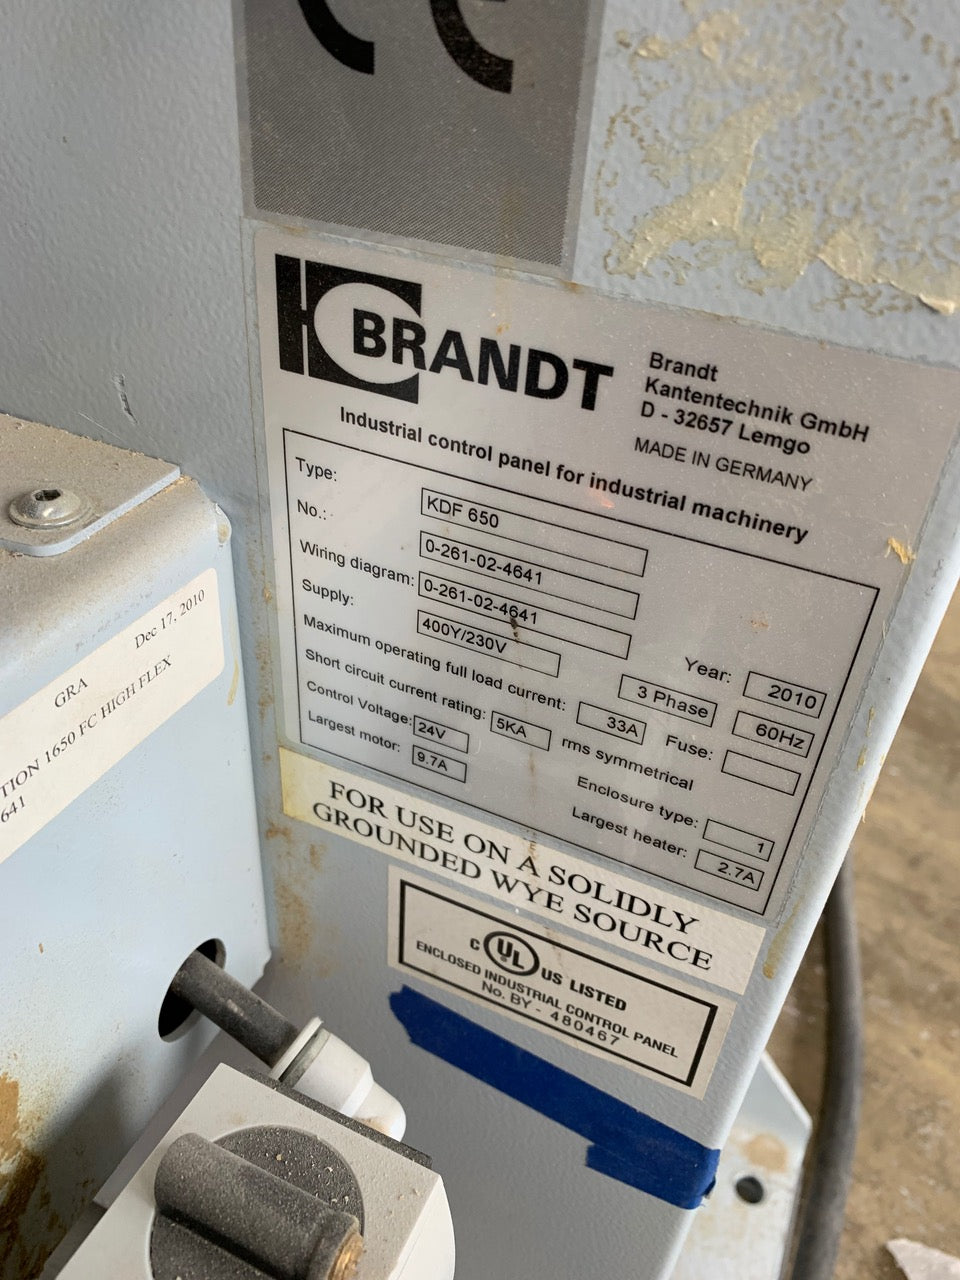 CE
BRANDT
Brandt
Kantentechnik GmbH
D - 32657 Lemgo
MADE IN GERMANY
Industrial control panel for industrial machinery
Type: KDF 650
No.: 0-261-02-4641
Wiring diagram: 0-261-02-4641 Year: 2010
Supply: 400Y/230V 3 Phase 60Hz
Maximum operating full load current: 33A Fuse:
Short circuit current rating: 5KA rms symmetrical
Control Voltage: 24V Enclosure type: 1
Largest motor: 9.7A Largest heater: 2.7A
FOR USE ON A SOLIDLY
GROUNDED WYE SOURCE
C UL US LISTED
ENCLOSED INDUSTRIAL CONTROL PANEL
No. BY - 480467
GRA Dec 17, 2010
TION 1650 FC HIGH FLEX
641